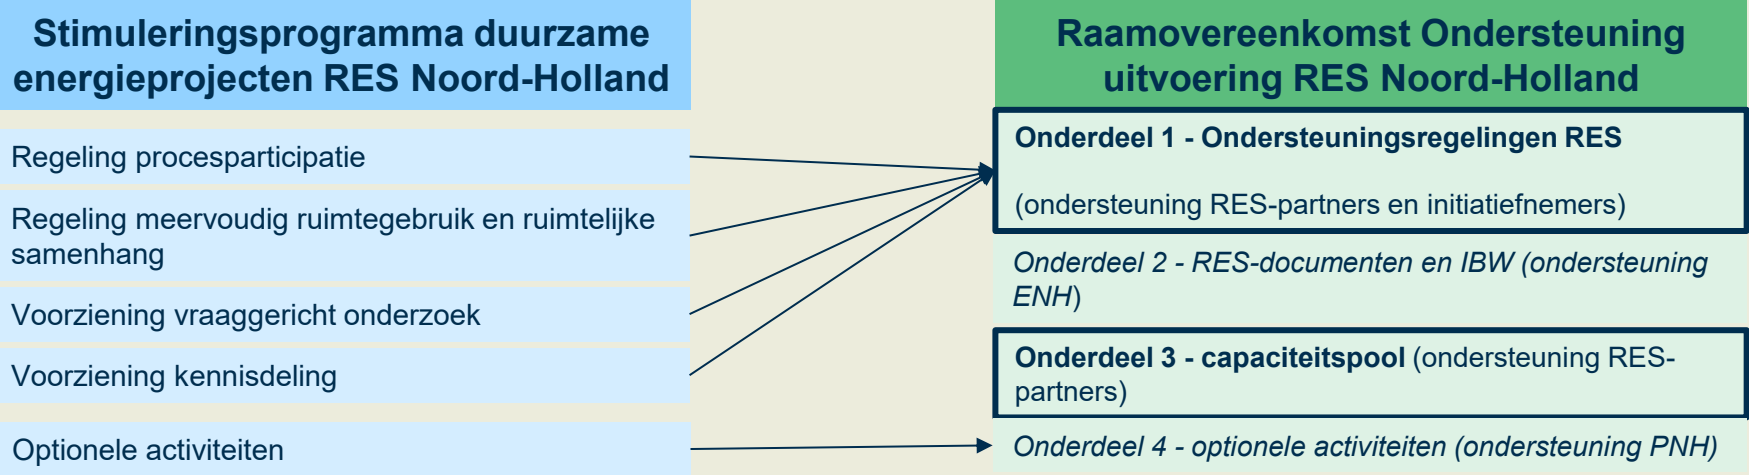 Stimuleringsprogramma duurzame
energieprojecten RES Noord-Holland
Regeling procesparticipatie
Regeling meervoudig ruimtegebruik en ruimtelijke
samenhang
Voorziening vraaggericht onderzoek
Voorziening kennisdeling
Optionele activiteiten
Raamovereenkomst Ondersteuning
uitvoering RES Noord-Holland
Onderdeel 1 - Ondersteuningsregelingen RES
(ondersteuning RES-partners en initiatiefnemers)
Onderdeel 2 - RES-documenten en IBW (ondersteuning
ENH)
Onderdeel 3 - capaciteitspool (ondersteuning RES-
partners)
Onderdeel 4 - optionele activiteiten (ondersteuning PNH)